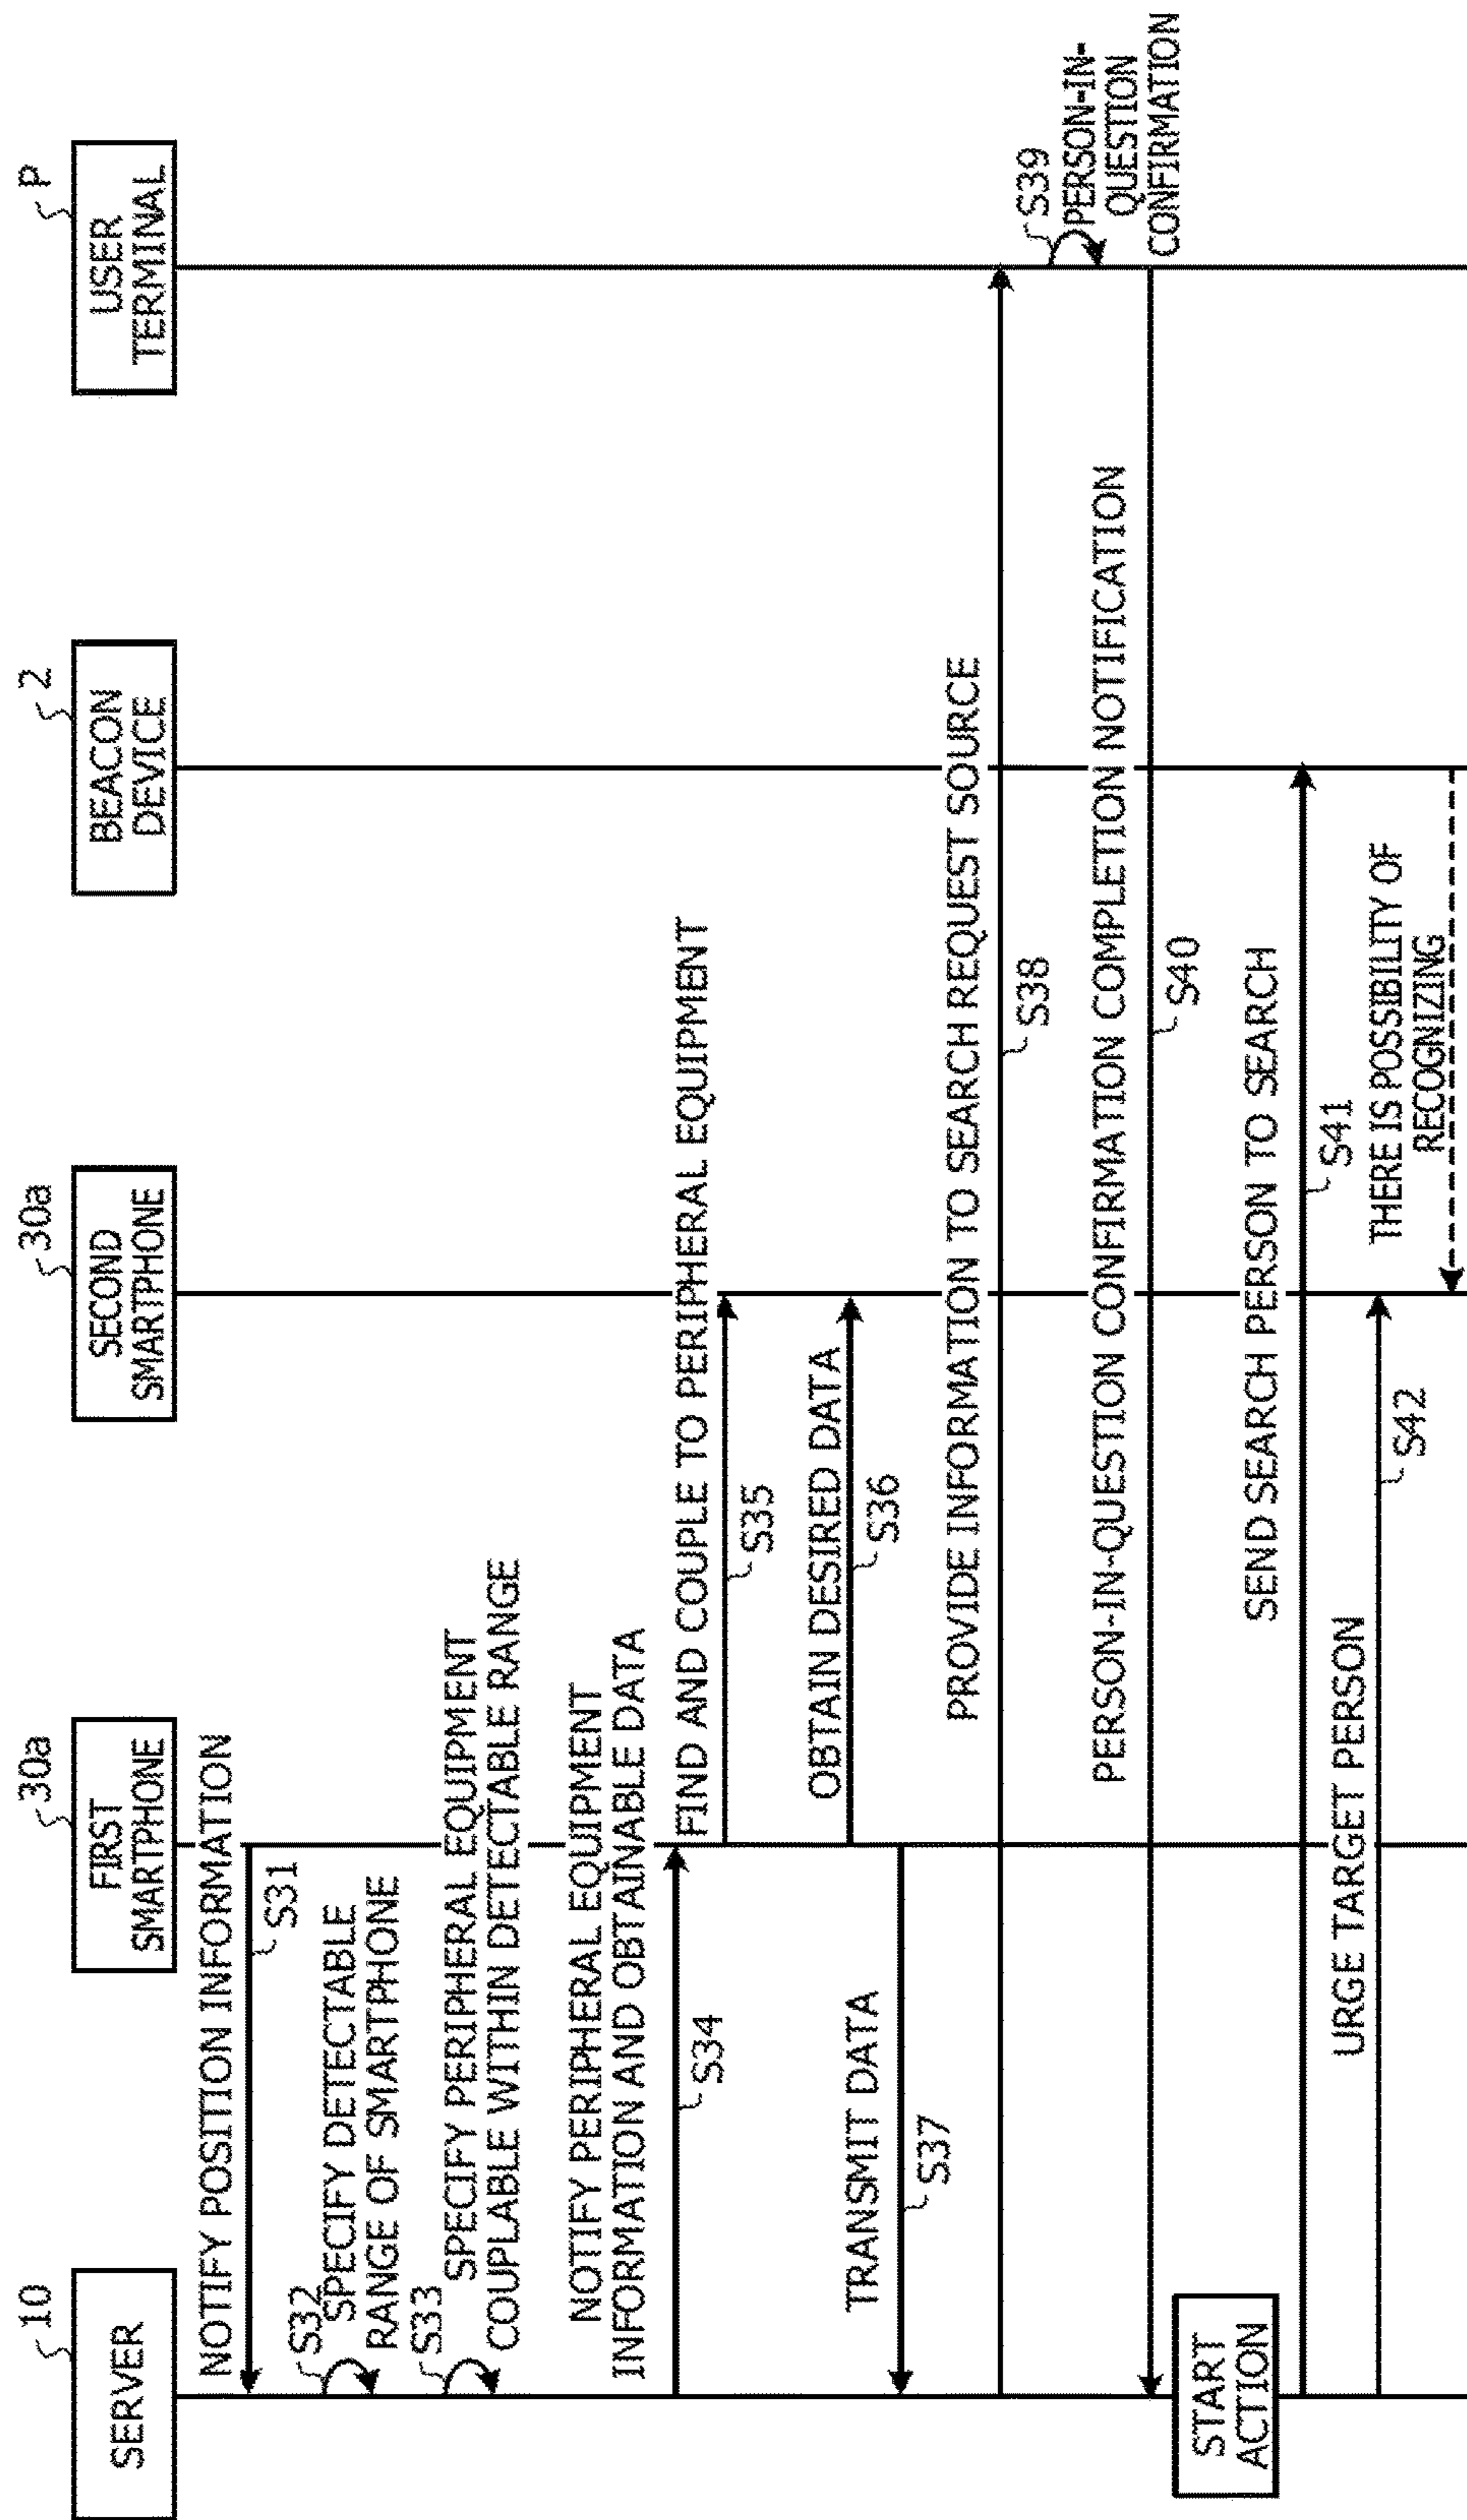 10
SERVER
30a
FIRST
SMARTPHONE
30a
SECOND
SMARTPHONE
2
BEACON
DEVICE
P
USER
TERMINAL
NOTIFY POSITION INFORMATION
S31
S32
SPECIFY DETECTABLE
RANGE OF SMARTPHONE
S33
SPECIFY PERIPHERAL EQUIPMENT
COUPLABLE WITHIN DETECTABLE RANGE
NOTIFY PERIPHERAL EQUIPMENT
INFORMATION AND OBTAINABLE DATA
S34
FIND AND COUPLE TO PERIPHERAL EQUIPMENT
S35
OBTAIN DESIRED DATA
S36
TRANSMIT DATA
S37
PROVIDE INFORMATION TO SEARCH REQUEST SOURCE
S38
S39
PERSON-IN-
QUESTION
CONFIRMATION
PERSON-IN-QUESTION CONFIRMATION COMPLETION NOTIFICATION
S40
START
ACTION
SEND SEARCH PERSON TO SEARCH
S41
URGE TARGET PERSON
S42
THERE IS POSSIBILITY OF
RECOGNIZING